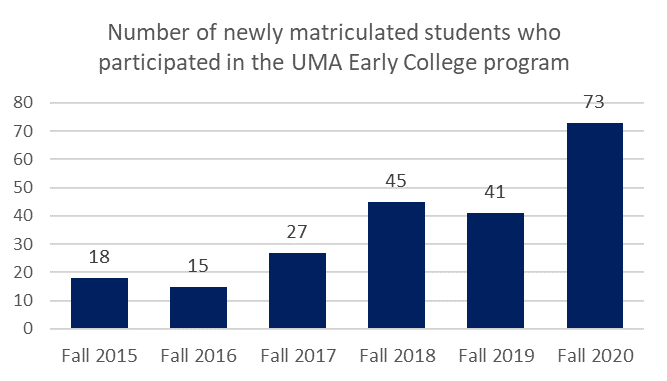 Number of newly matriculated students who
participated in the UMA Early College program
80
70
60
50
40
30
20
10
0
18
15
27
45
41
73
Fall 2015
Fall 2016
Fall 2017
Fall 2018
Fall 2019
Fall 2020